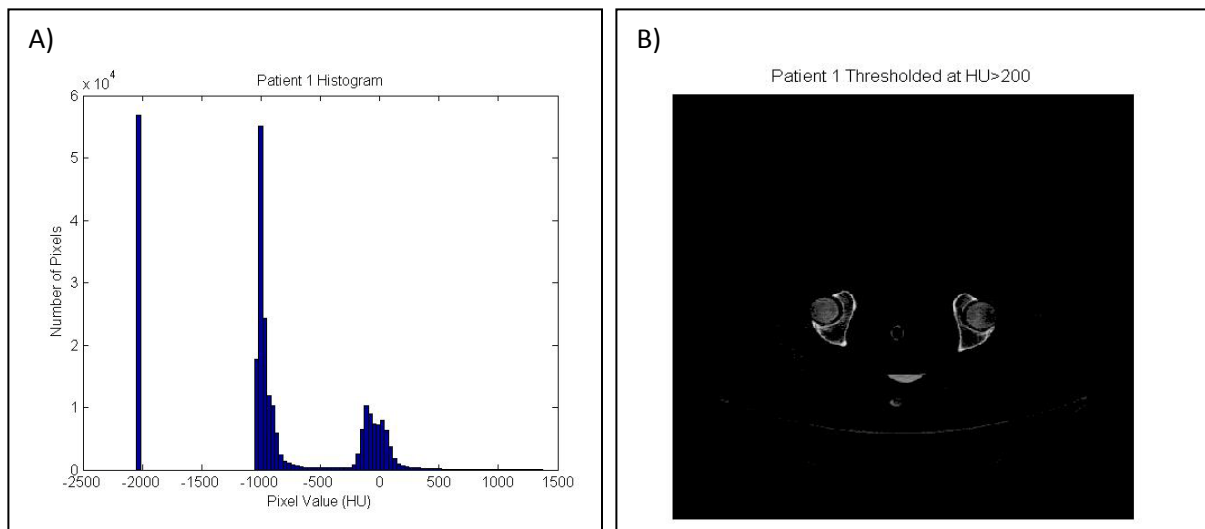 A)
Patient 1 Histogram
x 10^4
6
5
4
3
2
1
0
-2500 -2000 -1500 -1000 -500 0 500 1000 1500
Number of Pixels
Pixel Value (HU)
B)
Patient 1 Thresholded at HU>200